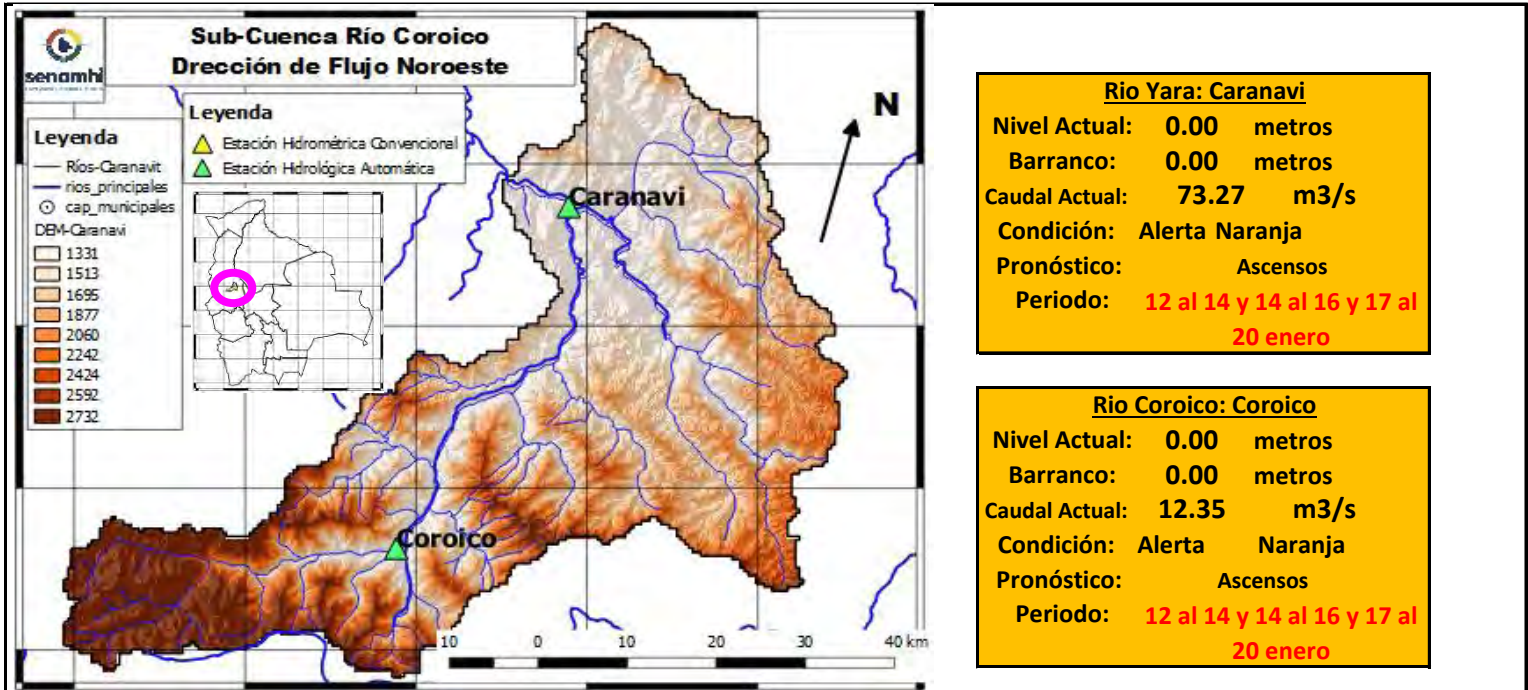 senamhi
Sub-Cuenca Río Coroico
Drección de Flujo Noroeste
Leyenda
Estación Hidrométrica Convencional
Estación Hidrológica Automática
Leyenda
Ríos-Caranavit
rios_principales
cap_municipales
DEM-Caranavi
1331
1513
1695
1877
2060
2242
2424
2592
2732
N
Caranavi
Coroico
10 0 10 20 30 40 km
Rio Yara: Caranavi
Nivel Actual: 0.00 metros
Barranco: 0.00 metros
Caudal Actual: 73.27 m3/s
Condición: Alerta Naranja
Pronóstico: Ascensos
Periodo: 12 al 14 y 14 al 16 y 17 al
20 enero
Rio Coroico: Coroico
Nivel Actual: 0.00 metros
Barranco: 0.00 metros
Caudal Actual: 12.35 m3/s
Condición: Alerta Naranja
Pronóstico: Ascensos
Periodo: 12 al 14 y 14 al 16 y 17 al
20 enero